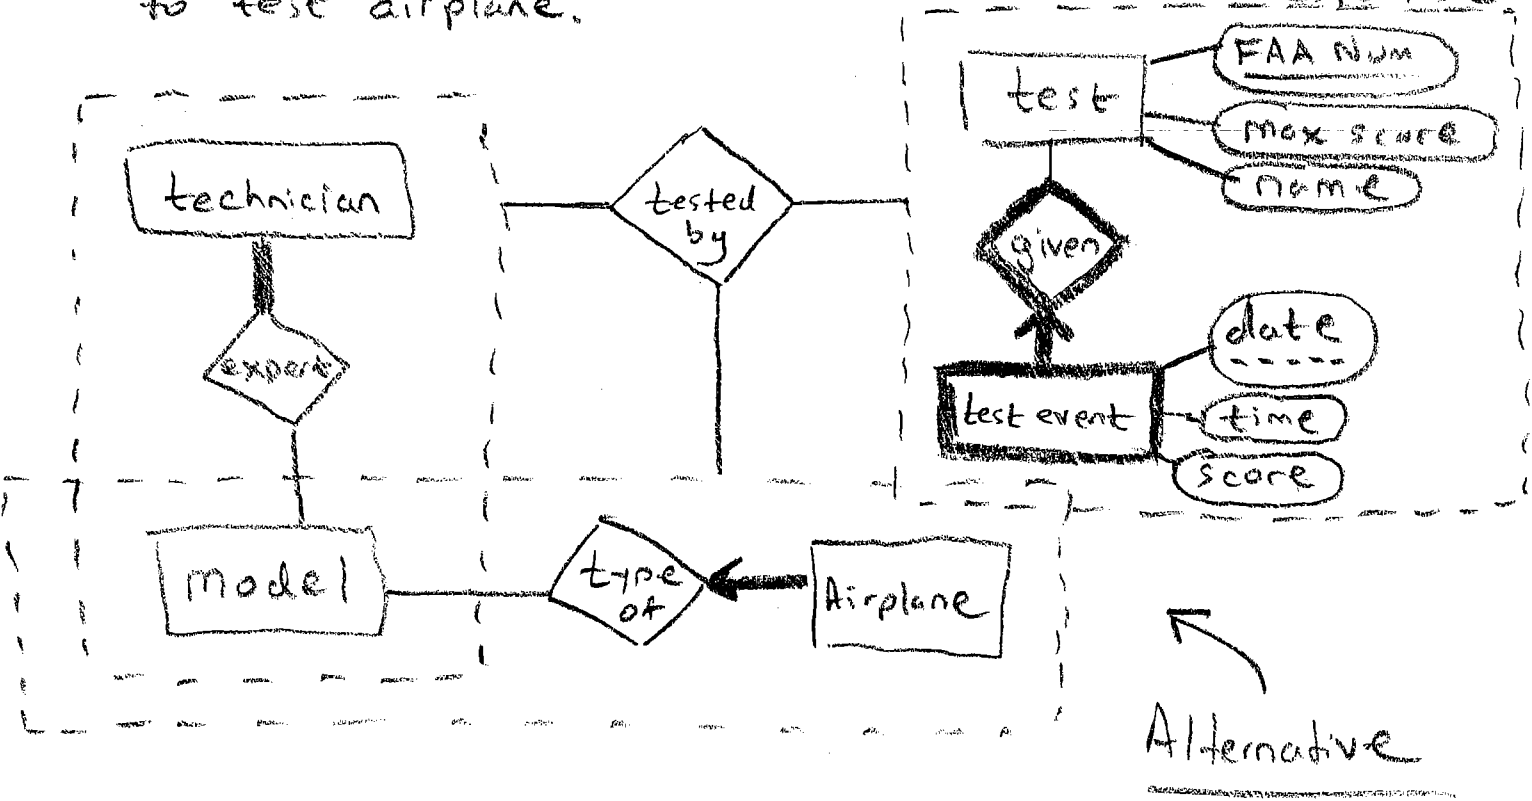 to test airplane.
FAA Num
test
max score
name
technician
tested
by
given
expert
date
test event
time
score
model
type
of
Airplane
Alternative